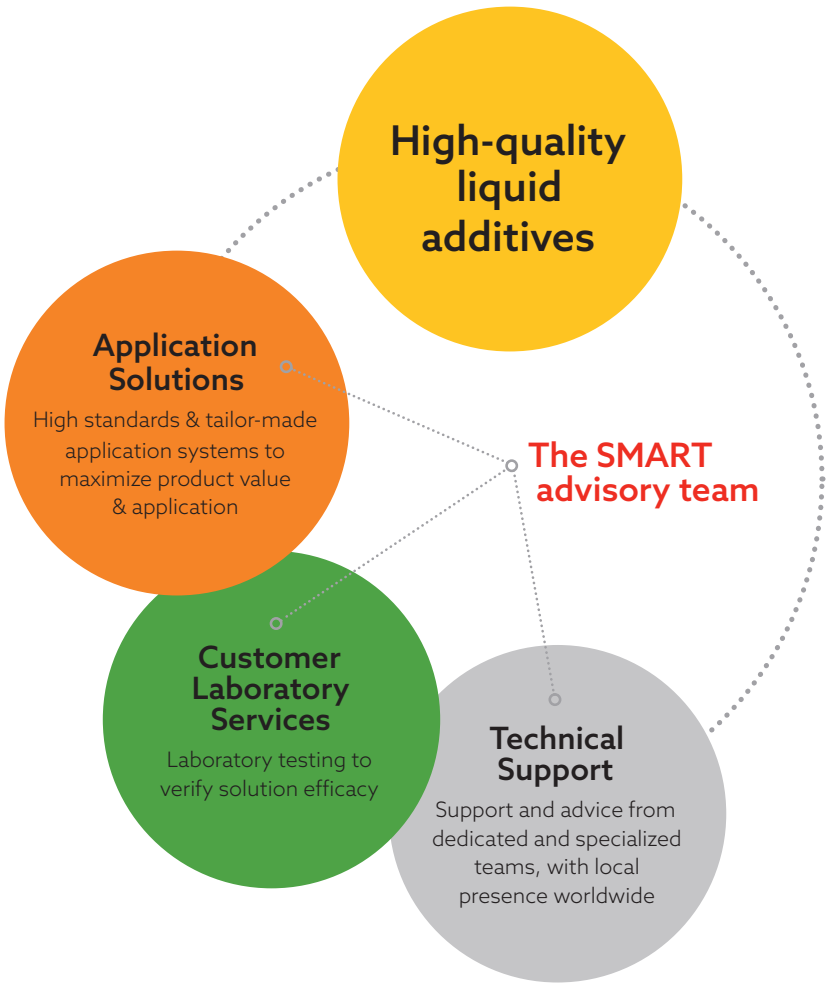 High-quality
liquid
additives
Application
Solutions
High standards & tailor-made
application systems to
maximize product value
& application
The SMART
advisory team
Customer
Laboratory
Services
Laboratory testing to
verify solution efficacy
Technical
Support
Support and advice from
dedicated and specialized
teams, with local
presence worldwide